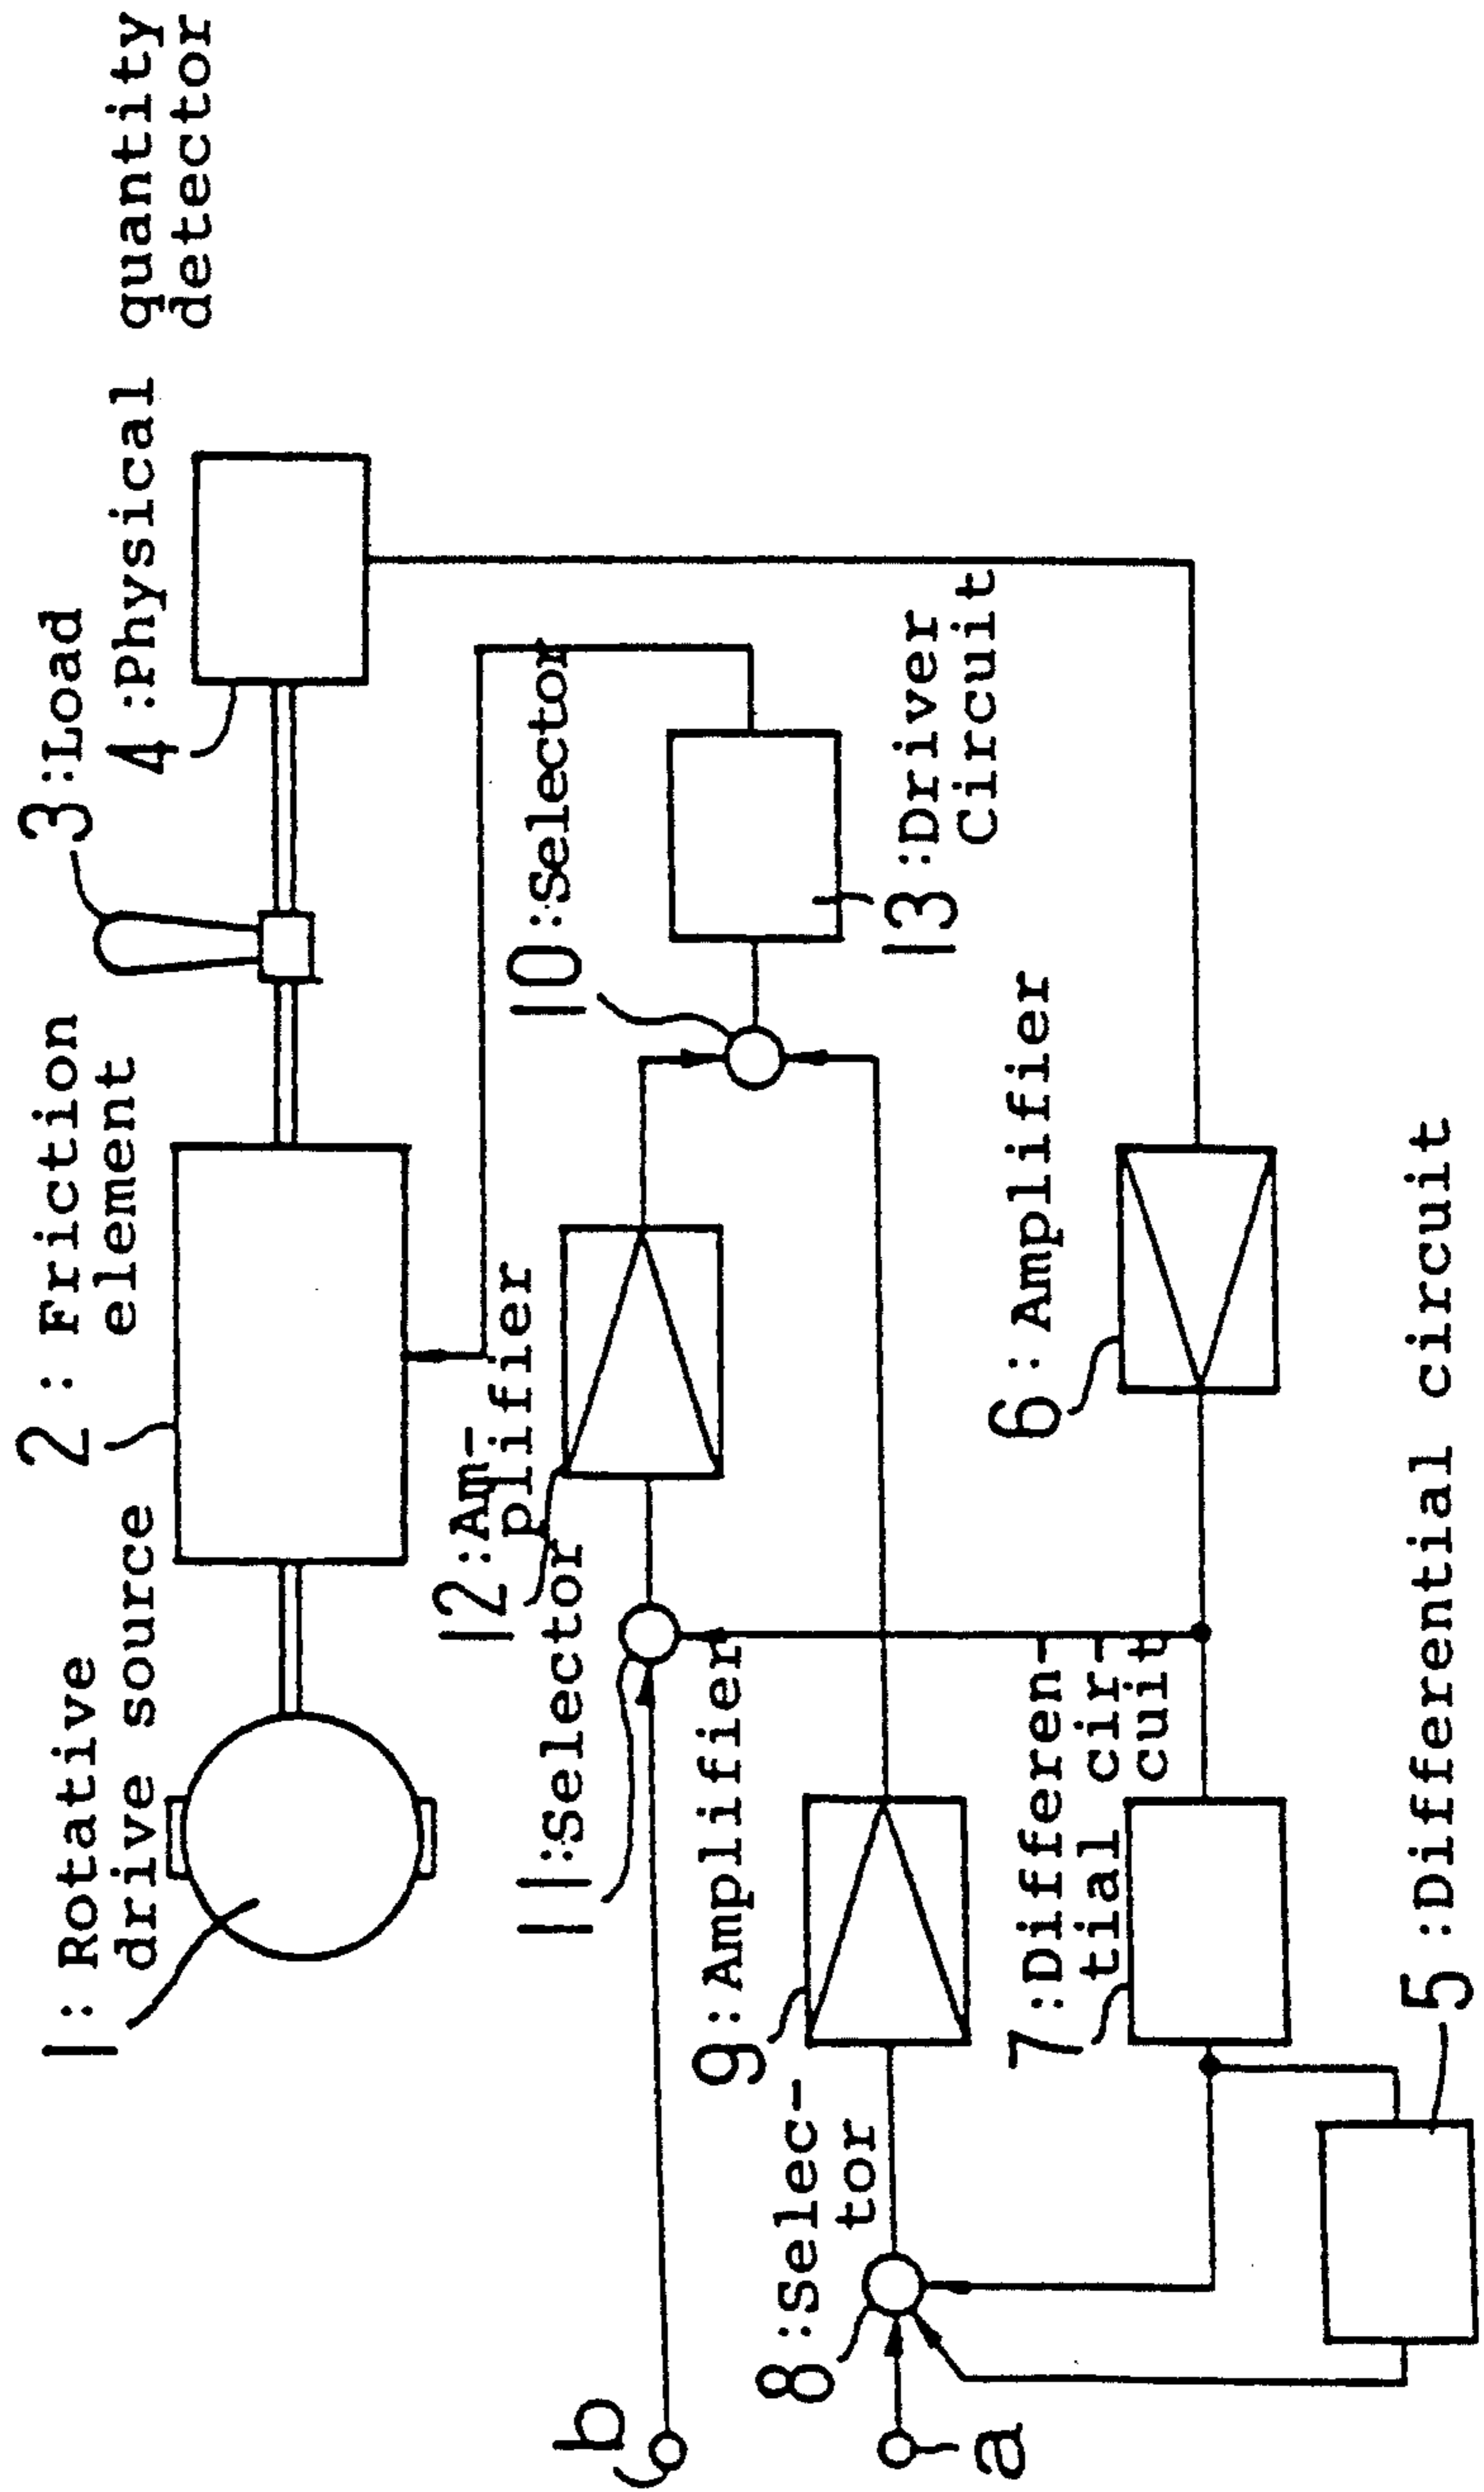 1: Rotative
drive source
2: Friction
element
3:Load
4:Physical quantity
detector
12:Am-
plifier
10:Selector
11:Selector
13:Driver
Circuit
b
9:Amplifier
6:Amplifier
8:Selec-
tor
7:Differen-
tial cir-
cuit
a
5:Differential circuit